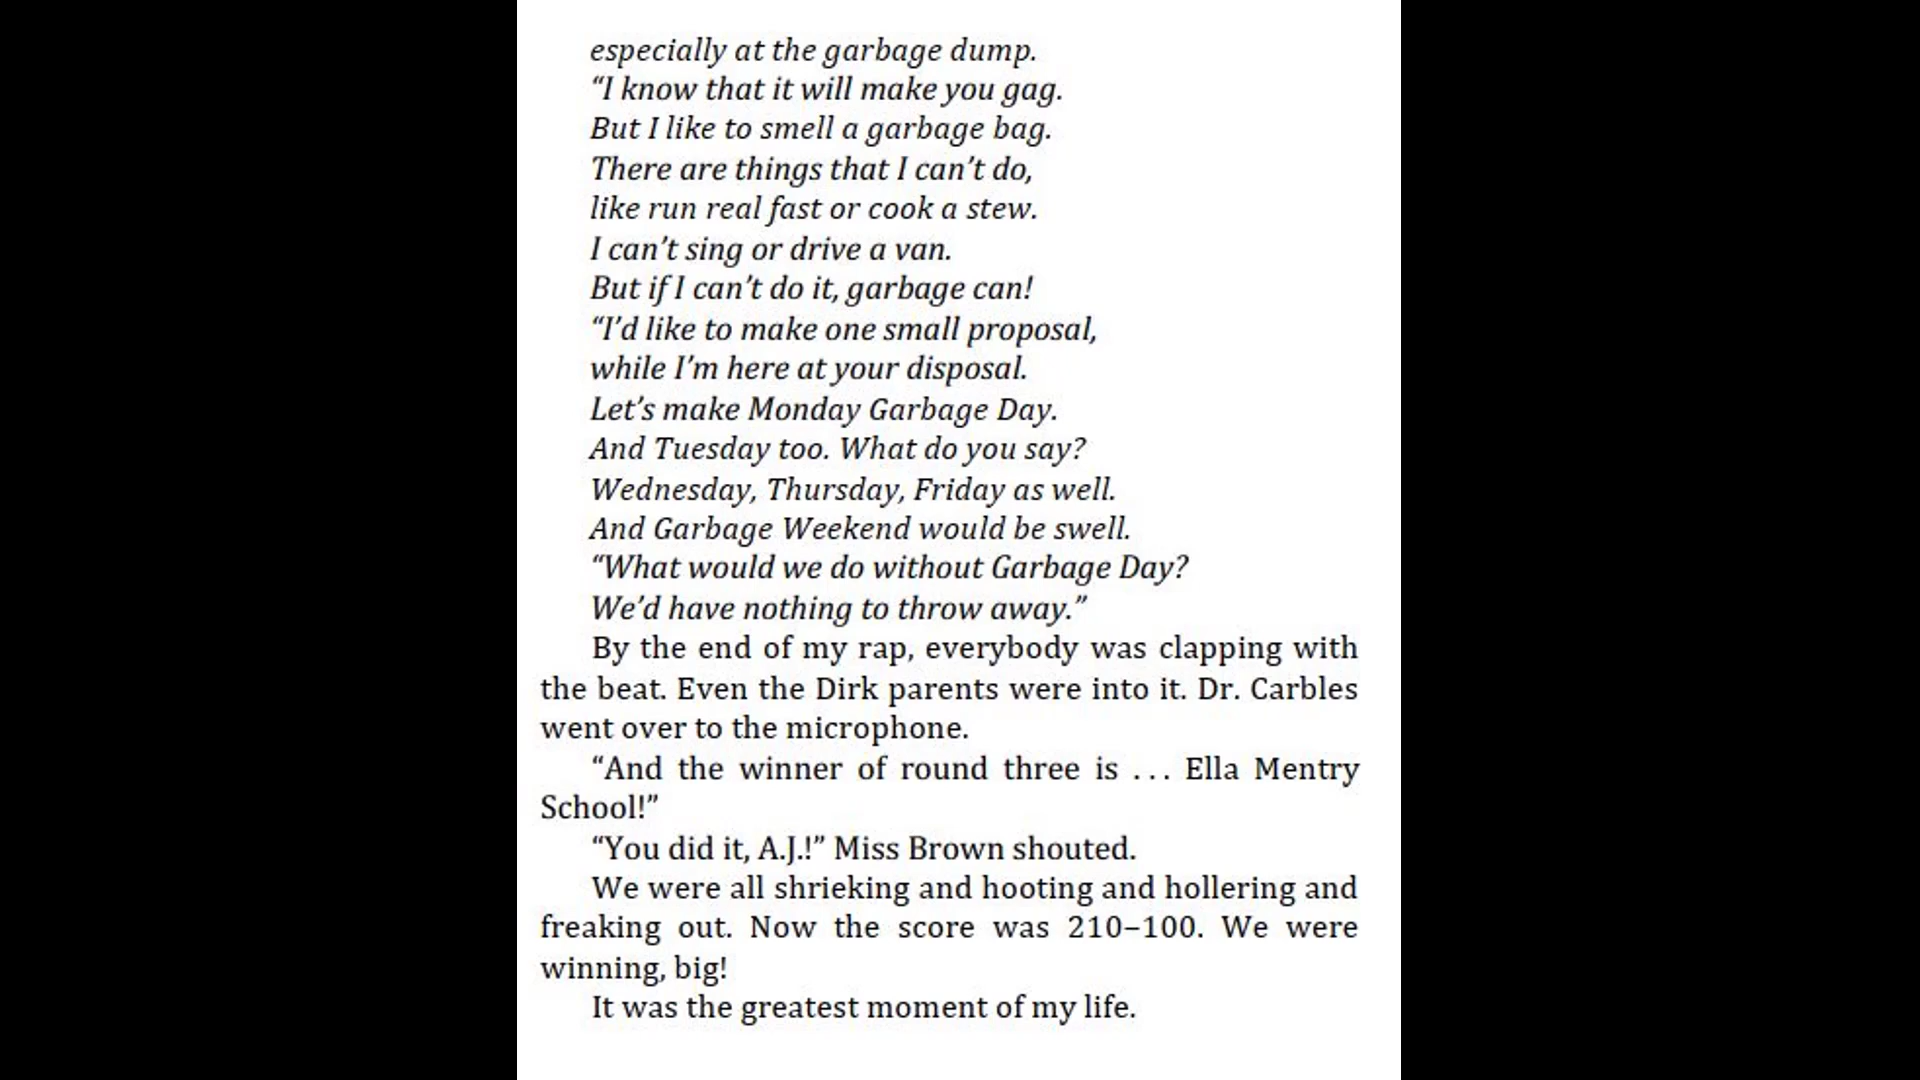 especially at the garbage dump.
“I know that it will make you gag.
But I like to smell a garbage bag.
There are things that I can’t do,
like run real fast or cook a stew.
I can’t sing or drive a van.
But if I can’t do it, garbage can!
“I’d like to make one small proposal,
while I’m here at your disposal.
Let’s make Monday Garbage Day.
And Tuesday too. What do you say?
Wednesday, Thursday, Friday as well.
And Garbage Weekend would be swell.
“What would we do without Garbage Day?
We’d have nothing to throw away.”
By the end of my rap, everybody was clapping with
the beat. Even the Dirk parents were into it. Dr. Carbles
went over to the microphone.
“And the winner of round three is . . . Ella Mentry
School!”
“You did it, A.J.!” Miss Brown shouted.
We were all shrieking and hooting and hollering and
freaking out. Now the score was 210–100. We were
winning, big!
It was the greatest moment of my life.